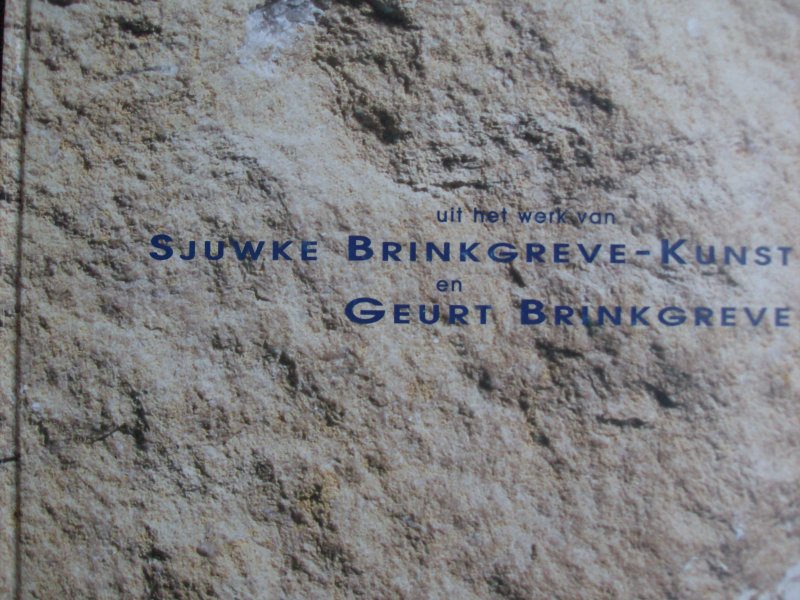 uit het werk van
SJUWKE BRINKGREVE-KUNST
en
GEURT BRINKGREVE